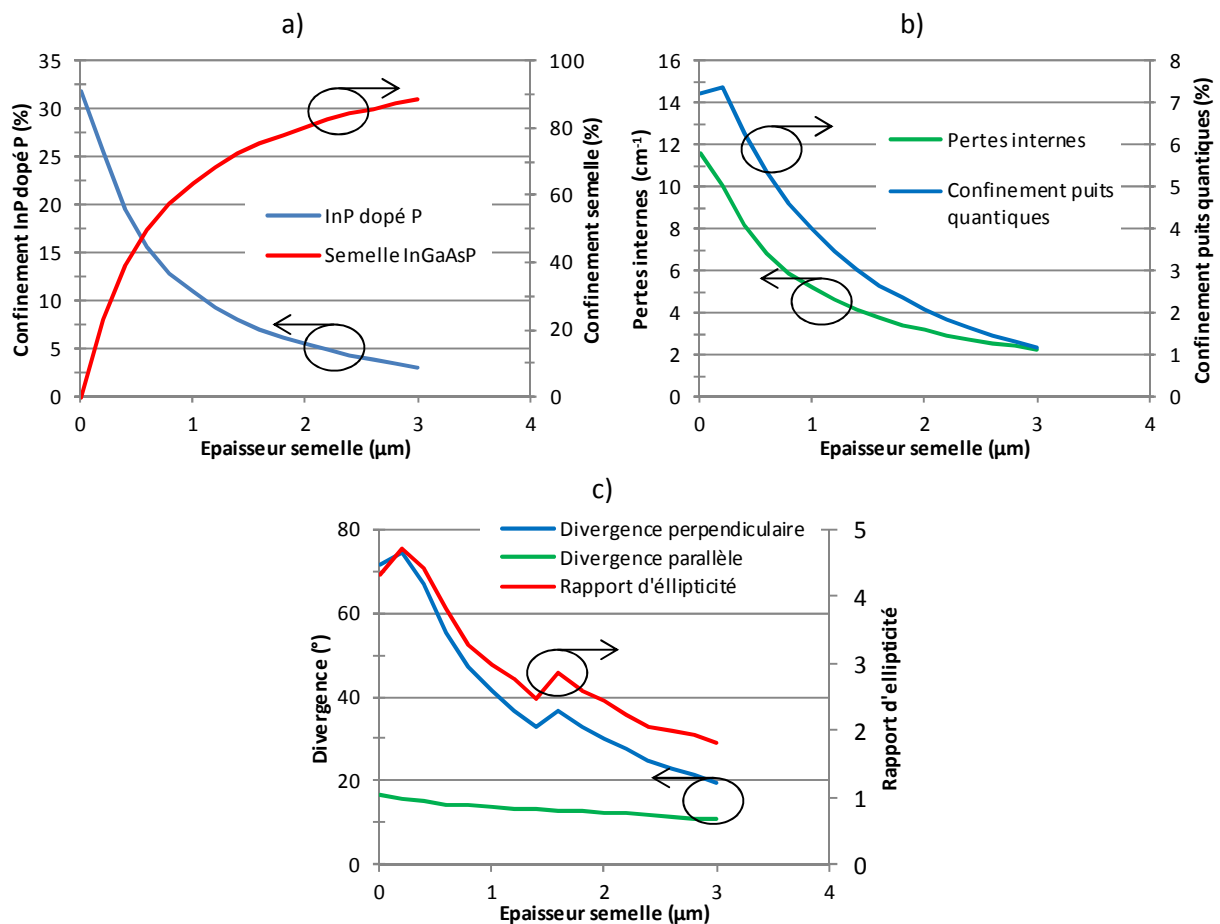 a)
35
30
25
20
15
10
5
0
Confinement InP dopé P (%)
100
80
60
40
20
0
Confinement semelle (%)
InP dopé P
Semelle InGaAsP
0 1 2 3 4
Epaisseur semelle (µm)
b)
16
14
12
10
8
6
4
2
0
Pertes internes (cm-1)
8
7
6
5
4
3
2
1
0
Confinement puits quantiques (%)
Pertes internes
Confinement puits
quantiques
0 1 2 3 4
Epaisseur semelle (µm)
c)
80
60
40
20
0
Divergence (°)
5
4
3
2
1
0
Rapport d'ellipticité
Divergence perpendiculaire
Divergence parallèle
Rapport d'éllipticité
0 1 2 3 4
Epaisseur semelle (µm)